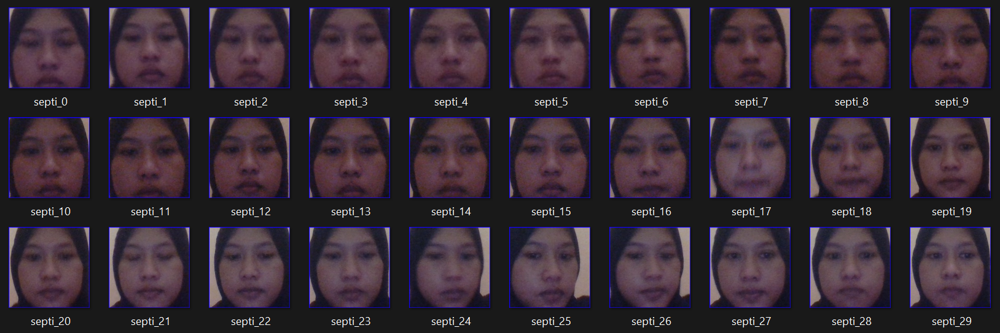 septi_0 septi_1 septi_2 septi_3 septi_4 septi_5 septi_6 septi_7 septi_8 septi_9
septi_10 septi_11 septi_12 septi_13 septi_14 septi_15 septi_16 septi_17 septi_18 septi_19
septi_20 septi_21 septi_22 septi_23 septi_24 septi_25 septi_26 septi_27 septi_28 septi_29